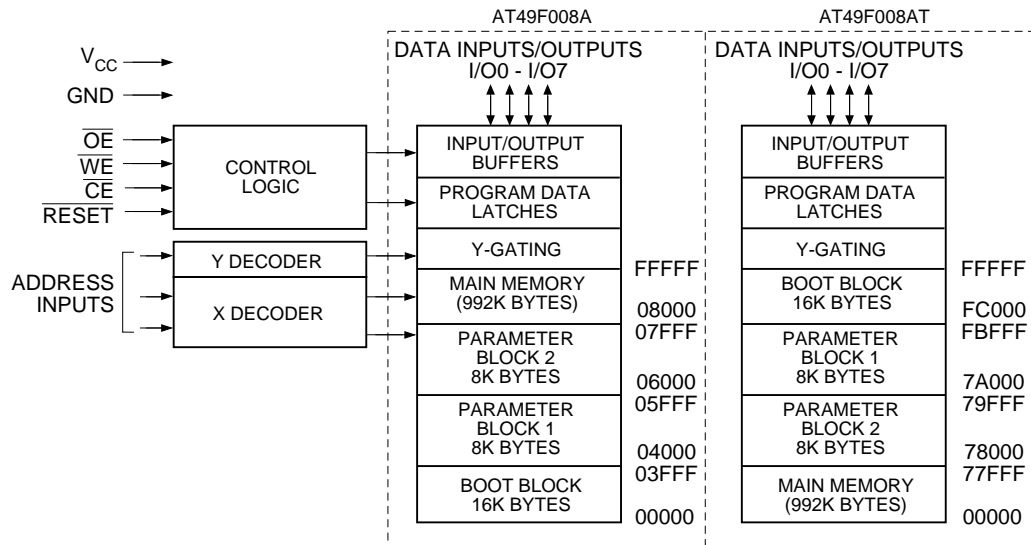 AT49F008A
AT49F008AT
DATA INPUTS/OUTPUTS
I/O0 - I/O7
DATA INPUTS/OUTPUTS
I/O0 - I/O7
VCC
GND
OE
WE
CE
RESET
ADDRESS
INPUTS
CONTROL
LOGIC
Y DECODER
X DECODER
INPUT/OUTPUT
BUFFERS
PROGRAM DATA
LATCHES
Y-GATING
MAIN MEMORY
(992K BYTES)
PARAMETER
BLOCK 2
8K BYTES
PARAMETER
BLOCK 1
8K BYTES
BOOT BLOCK
16K BYTES
FFFFF
08000
07FFF
06000
05FFF
04000
03FFF
00000
INPUT/OUTPUT
BUFFERS
PROGRAM DATA
LATCHES
Y-GATING
BOOT BLOCK
16K BYTES
PARAMETER
BLOCK 1
8K BYTES
PARAMETER
BLOCK 2
8K BYTES
MAIN MEMORY
(992K BYTES)
FFFFF
FC000
FBFFF
7A000
79FFF
78000
77FFF
00000